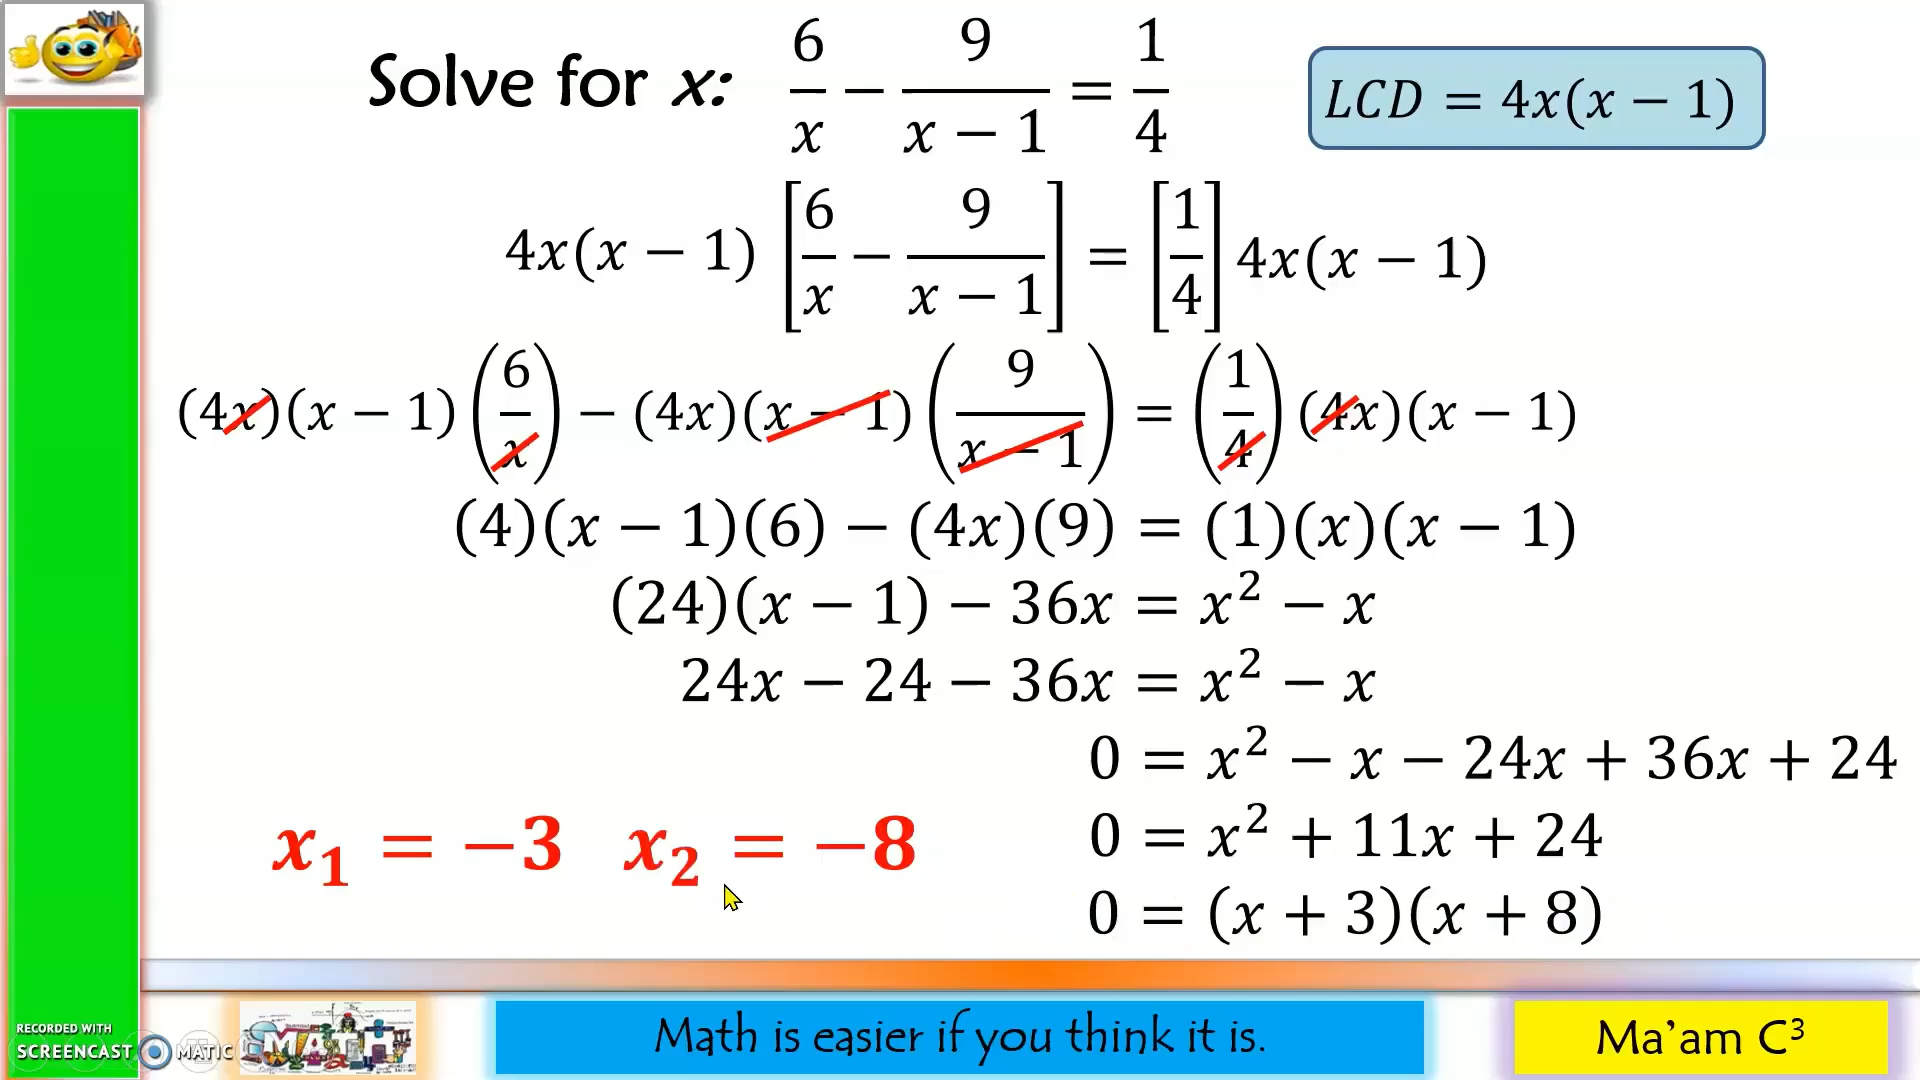 Solve for x: 6/x − 9/(x − 1) = 1/4
LCD = 4x(x − 1)
4x(x − 1) [6/x − 9/(x − 1)] = [1/4] 4x(x − 1)
(4x)(x − 1)(6/x) − (4x)(x − 1)(9/(x − 1)) = (1/4)(4x)(x − 1)
(4)(x − 1)(6) − (4x)(9) = (1)(x)(x − 1)
(24)(x − 1) − 36x = x² − x
24x − 24 − 36x = x² − x
0 = x² − x − 24x + 36x + 24
0 = x² + 11x + 24
0 = (x + 3)(x + 8)
x₁ = −3 x₂ = −8
RECORDED WITH
SCREENCAST MATIC
MATH
Math is easier if you think it is.
Ma'am C³